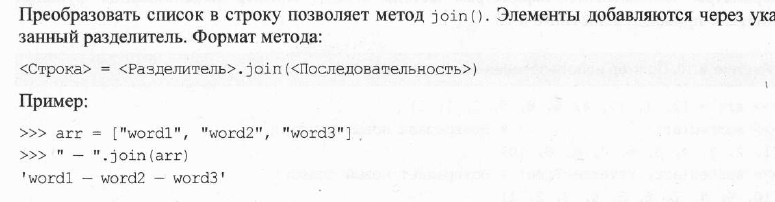 Преобразовать список в строку позволяет метод join(). Элементы добавляются через ука
занный разделитель. Формат метода:
<Строка> = <Разделитель>.join(<Последовательность>)
Пример:
>>> arr = ["word1", "word2", "word3"]
>>> " — ".join(arr)
'word1 — word2 — word3'